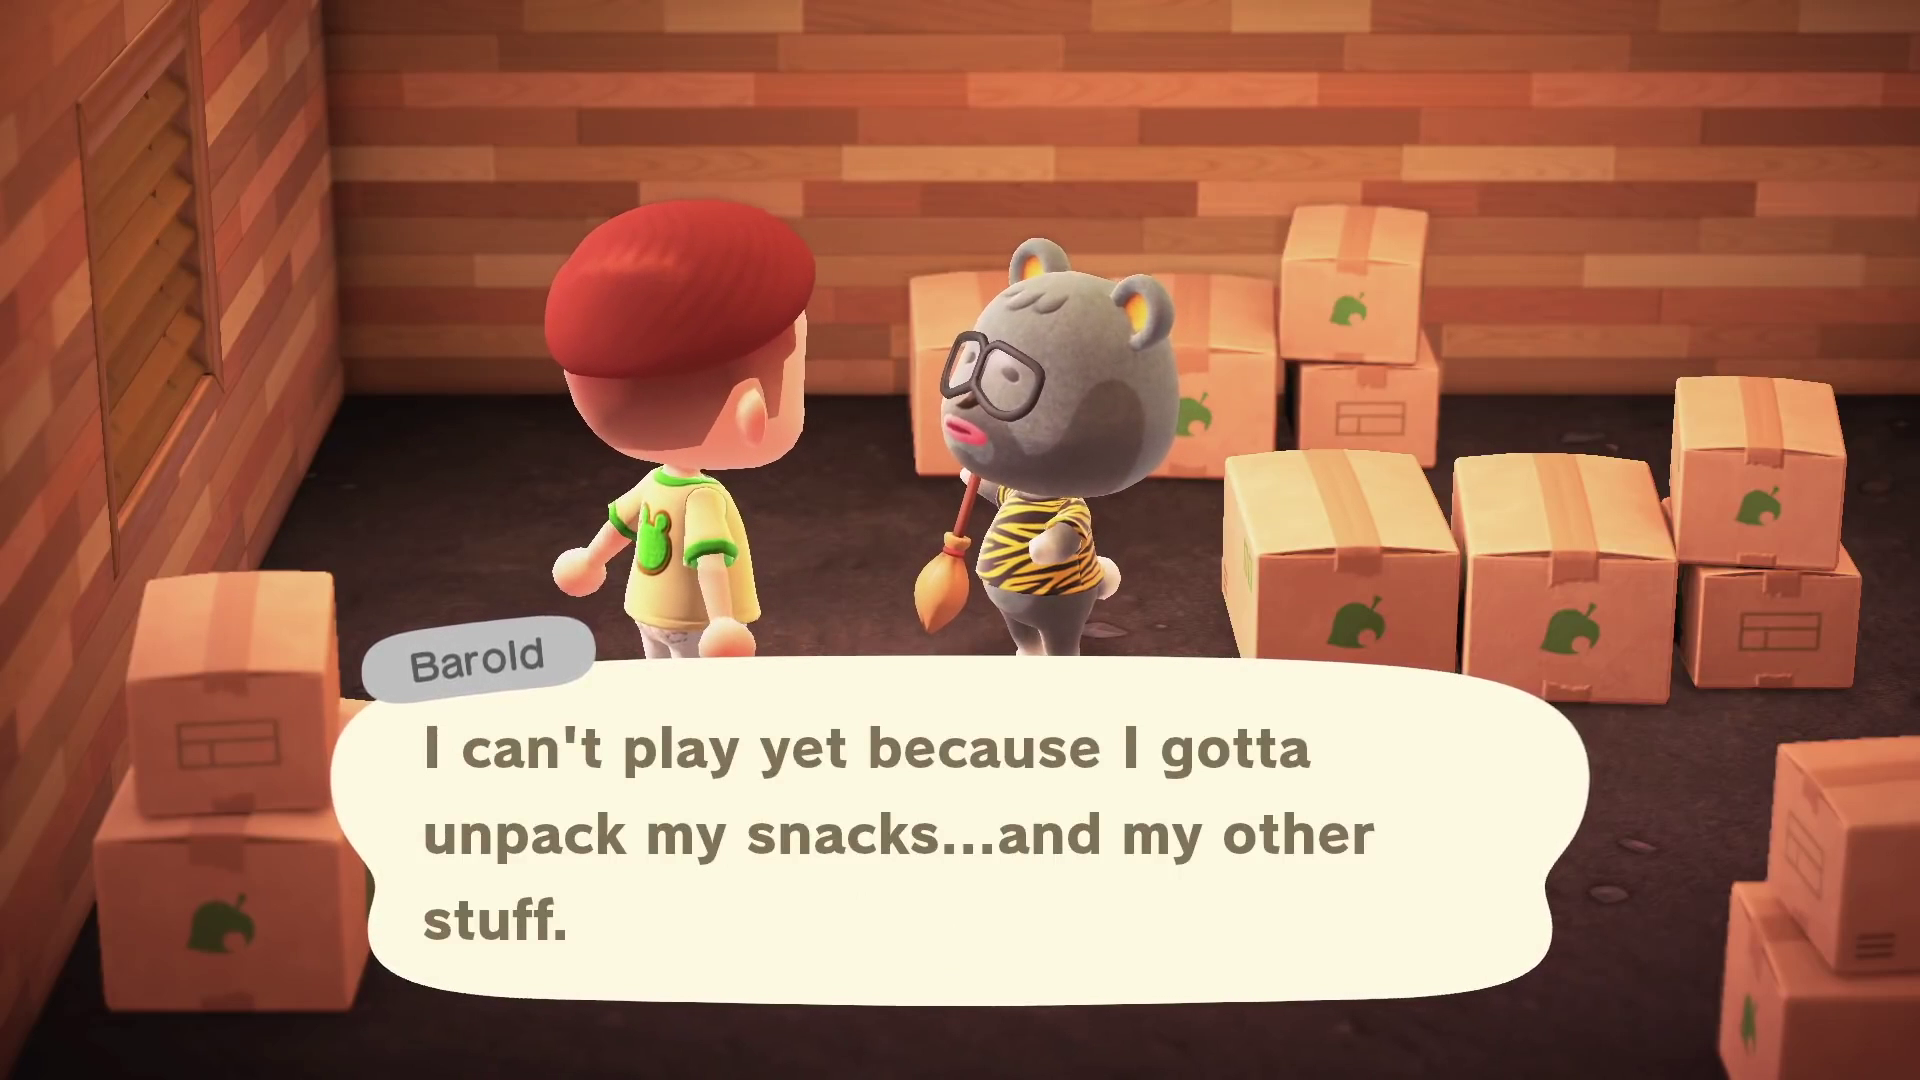 Barold
I can't play yet because I gotta
unpack my snacks...and my other
stuff.